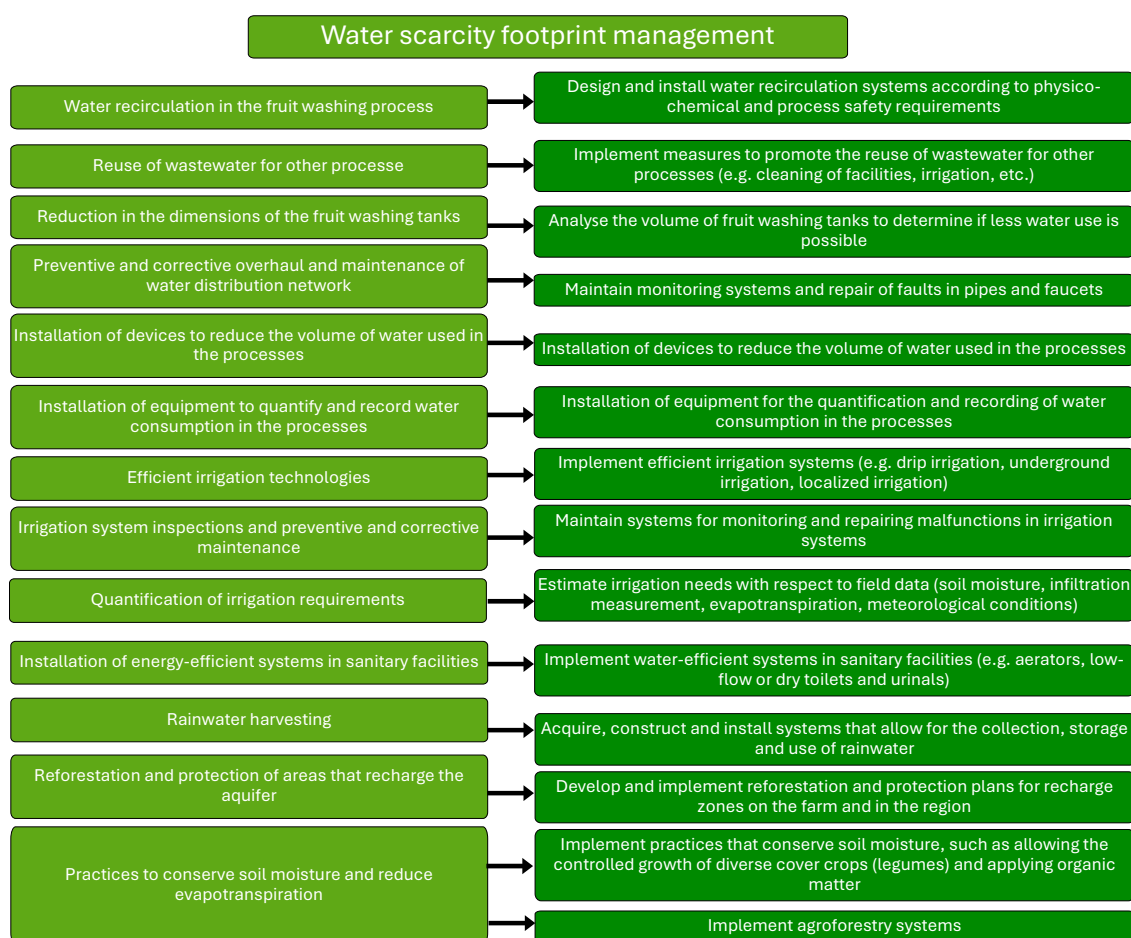 Water scarcity footprint management
Water recirculation in the fruit washing process
Design and install water recirculation systems according to physico-
chemical and process safety requirements
Reuse of wastewater for other processe
Implement measures to promote the reuse of wastewater for other
processes (e.g. cleaning of facilities, irrigation, etc.)
Reduction in the dimensions of the fruit washing tanks
Analyse the volume of fruit washing tanks to determine if less water use is
possible
Preventive and corrective overhaul and maintenance of
water distribution network
Maintain monitoring systems and repair of faults in pipes and faucets
Installation of devices to reduce the volume of water used in
the processes
Installation of devices to reduce the volume of water used in the processes
Installation of equipment to quantify and record water
consumption in the processes
Installation of equipment for the quantification and recording of water
consumption in the processes
Efficient irrigation technologies
Implement efficient irrigation systems (e.g. drip irrigation, underground
irrigation, localized irrigation)
Irrigation system inspections and preventive and corrective
maintenance
Maintain systems for monitoring and repairing malfunctions in irrigation
systems
Quantification of irrigation requirements
Estimate irrigation needs with respect to field data (soil moisture, infiltration
measurement, evapotranspiration, meteorological conditions)
Installation of energy-efficient systems in sanitary facilities
Implement water-efficient systems in sanitary facilities (e.g. aerators, low-
flow or dry toilets and urinals)
Rainwater harvesting
Acquire, construct and install systems that allow for the collection, storage
and use of rainwater
Reforestation and protection of areas that recharge the
aquifer
Develop and implement reforestation and protection plans for recharge
zones on the farm and in the region
Practices to conserve soil moisture and reduce
evapotranspiration
Implement practices that conserve soil moisture, such as allowing the
controlled growth of diverse cover crops (legumes) and applying organic
matter
Implement agroforestry systems